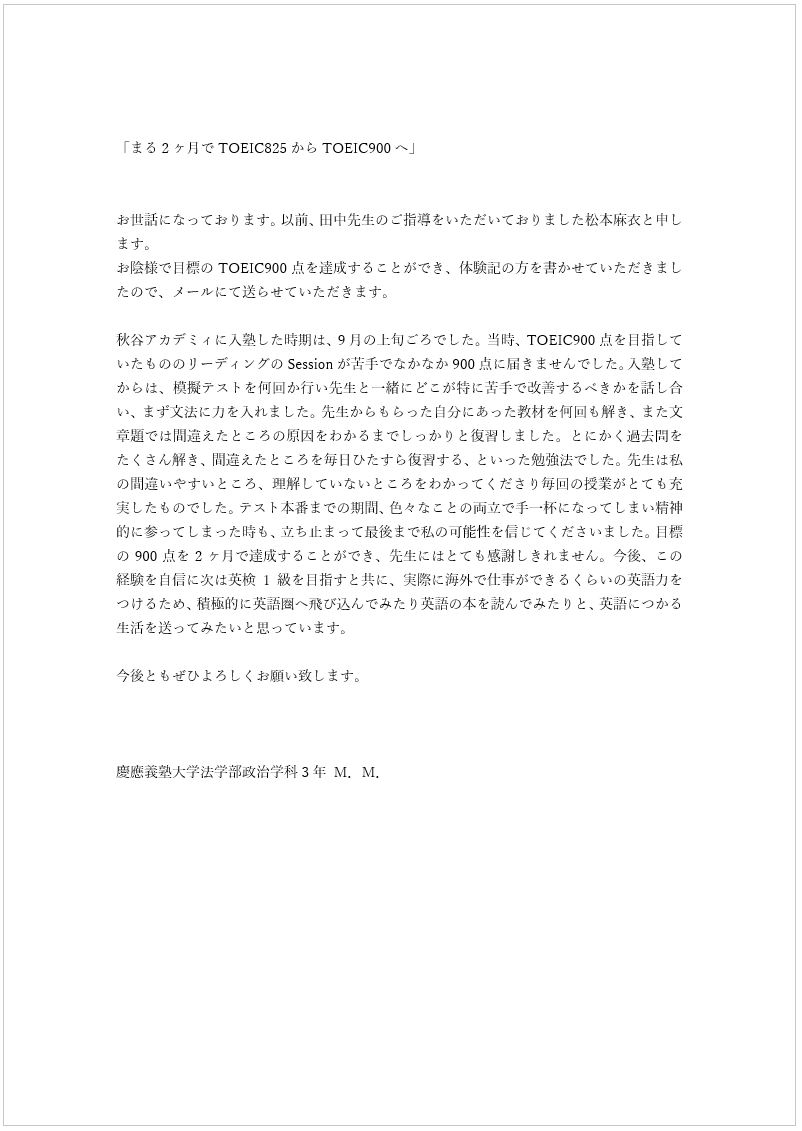 「まる２ヶ月で TOEIC825 から TOEIC900 へ」
お世話になっております。以前、田中先生のご指導をいただいておりました松本麻衣と申し
ます。
お陰様で目標の TOEIC900 点を達成することができ、体験記の方を書かせていただきまし
たので、メールにて送らせていただきます。
秋谷アカデミィに入塾した時期は、9 月の上旬ごろでした。当時、TOEIC900 点を目指して
いたもののリーディングの Session が苦手でなかなか 900 点に届きませんでした。入塾して
からは、模擬テストを何回か行い先生と一緒にどこが特に苦手で改善するべきかを話し合
い、まず文法に力を入れました。先生からもらった自分にあった教材を何回も解き、また文
章題では間違えたところの原因をわかるまでしっかりと復習しました。とにかく過去問を
たくさん解き、間違えたところを毎日ひたすら復習する、といった勉強法でした。先生は私
の間違いやすいところ、理解していないところをわかってくださり毎回の授業がとても充
実したものでした。テスト本番までの期間、色々なことの両立で手一杯になってしまい精神
的に参ってしまった時も、立ち止まって最後まで私の可能性を信じてくださいました。目標
の 900 点を 2 ヶ月で達成することができ、先生にはとても感謝しきれません。今後、この
経験を自信に次は英検 1 級を目指すと共に、実際に海外で仕事ができるくらいの英語力を
つけるため、積極的に英語圏へ飛び込んでみたり英語の本を読んでみたりと、英語につかる
生活を送ってみたいと思っています。
今後ともぜひよろしくお願い致します。
慶應義塾大学法学部政治学科 3 年 Ｍ．Ｍ．